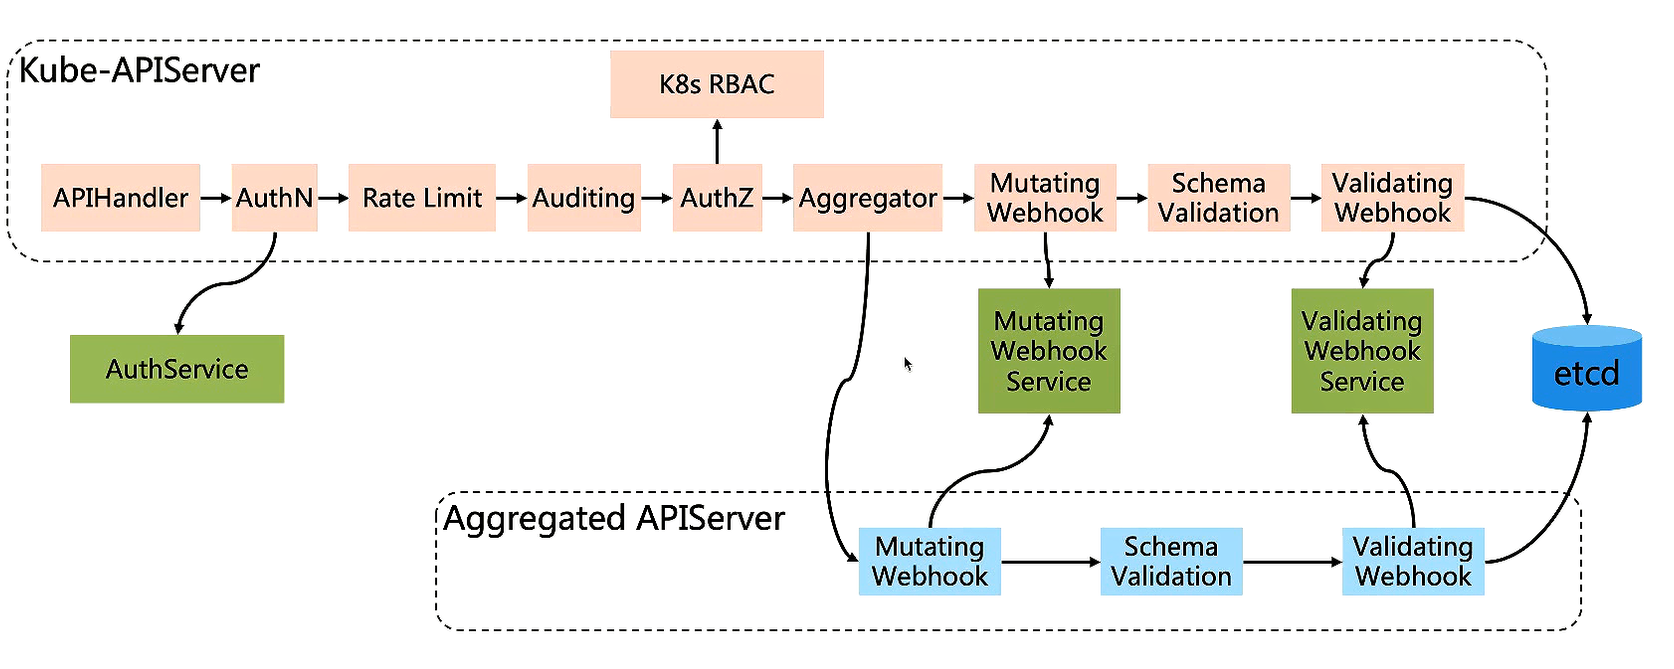 Kube-APIServer
K8s RBAC
APIHandler
AuthN
Rate Limit
Auditing
AuthZ
Aggregator
Mutating
Webhook
Schema
Validation
Validating
Webhook
AuthService
Mutating
Webhook
Service
Validating
Webhook
Service
etcd
Aggregated APIServer
Mutating
Webhook
Schema
Validation
Validating
Webhook